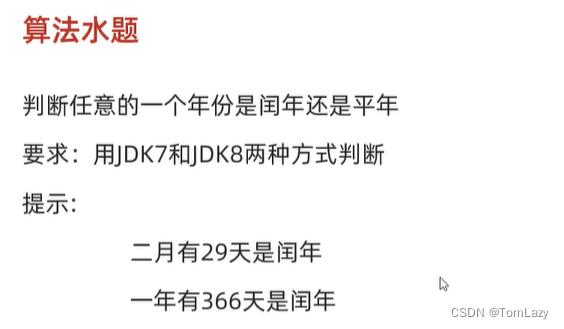 算法水题
判断任意的一个年份是闰年还是平年
要求：用JDK7和JDK8两种方式判断
提示:
二月有29天是闰年
一年有366天是闰年
CSDN @TomLazy